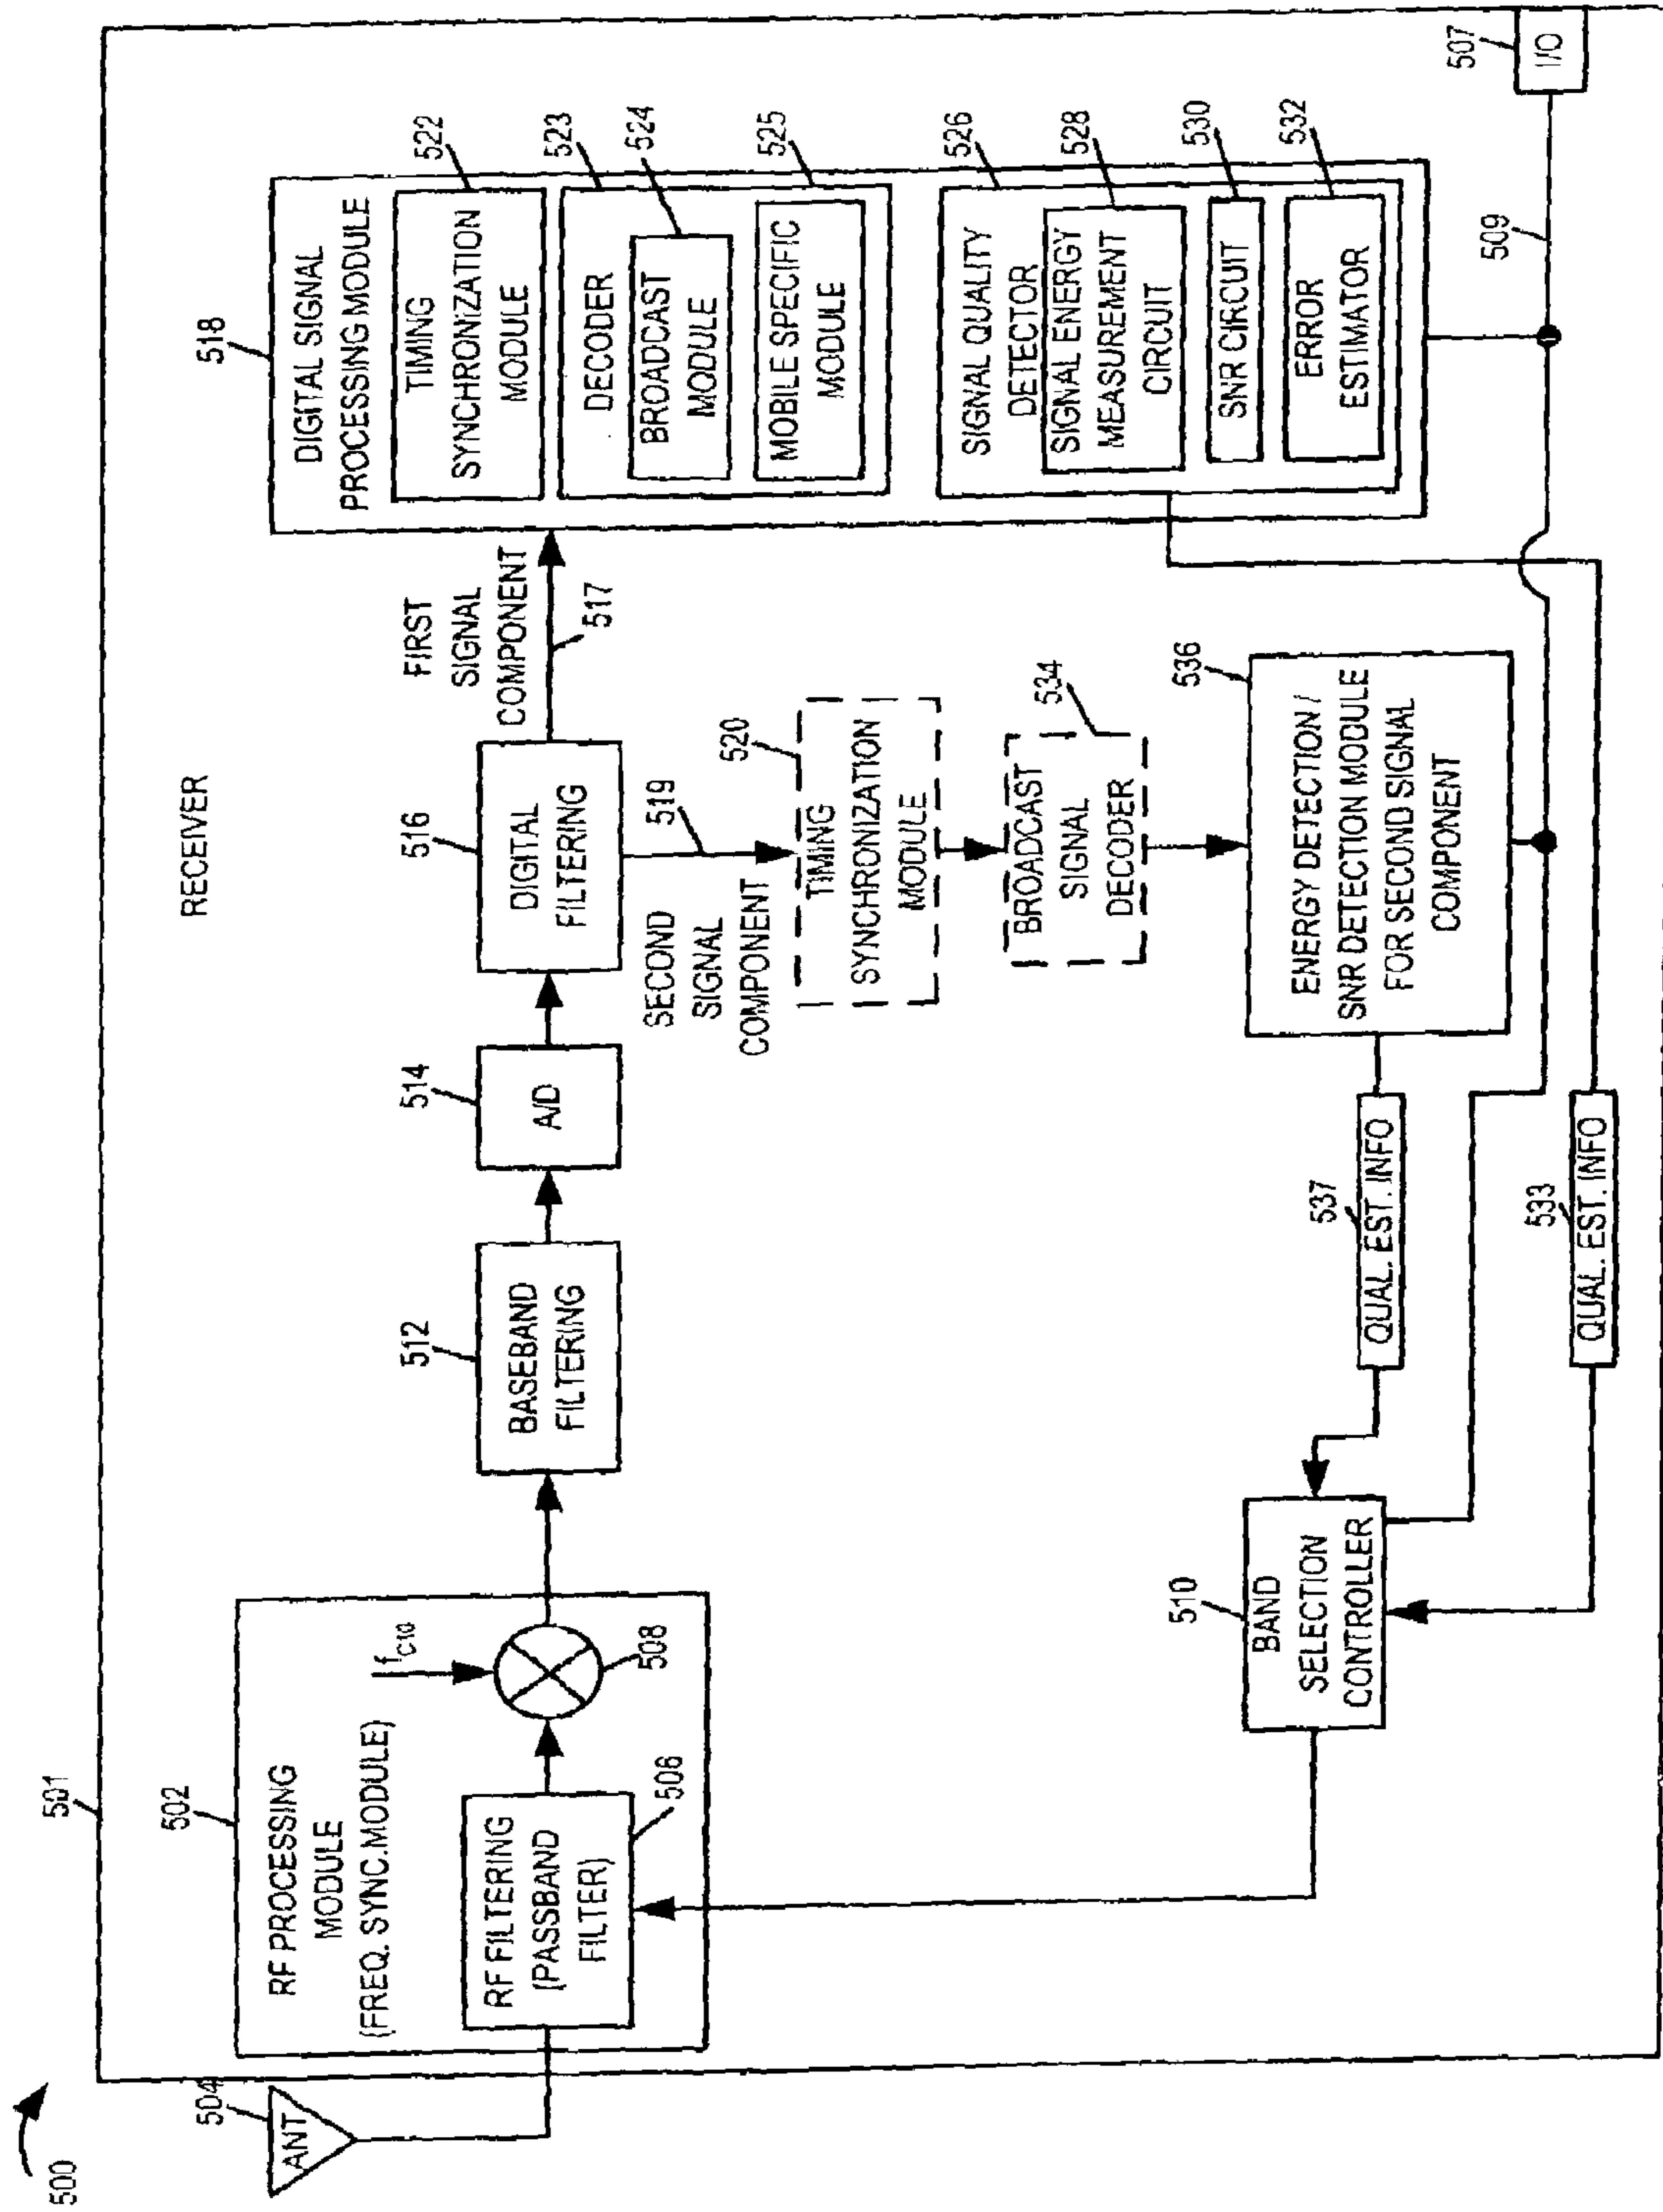 500
501
RECEIVER
504
ANT
502
RF PROCESSING
MODULE
(FREQ. SYNC.MODULE)
RF FILTERING
(PASSBAND
FILTER)
506
fC10
508
512
BASEBAND
FILTERING
514
A/D
516
DIGITAL
FILTERING
FIRST
SIGNAL
COMPONENT
517
518
DIGITAL SIGNAL
PROCESSING MODULE
TIMING
SYNCHRONIZATION
MODULE
522
DECODER
523
BROADCAST
MODULE
524
MOBILE SPECIFIC
MODULE
525
SIGNAL QUALITY
DETECTOR
526
SIGNAL ENERGY
MEASUREMENT
CIRCUIT
528
SNR CIRCUIT
530
ERROR
ESTIMATOR
532
SECOND
SIGNAL
COMPONENT
519
520
TIMING
SYNCHRONIZATION
MODULE
534
BROADCAST
SIGNAL
DECODER
536
ENERGY DETECTION /
SNR DETECTION MODULE
FOR SECOND SIGNAL
COMPONENT
537
QUAL. EST. INFO
533
QUAL. EST. INFO
510
BAND
SELECTION
CONTROLLER
509
507
I/O